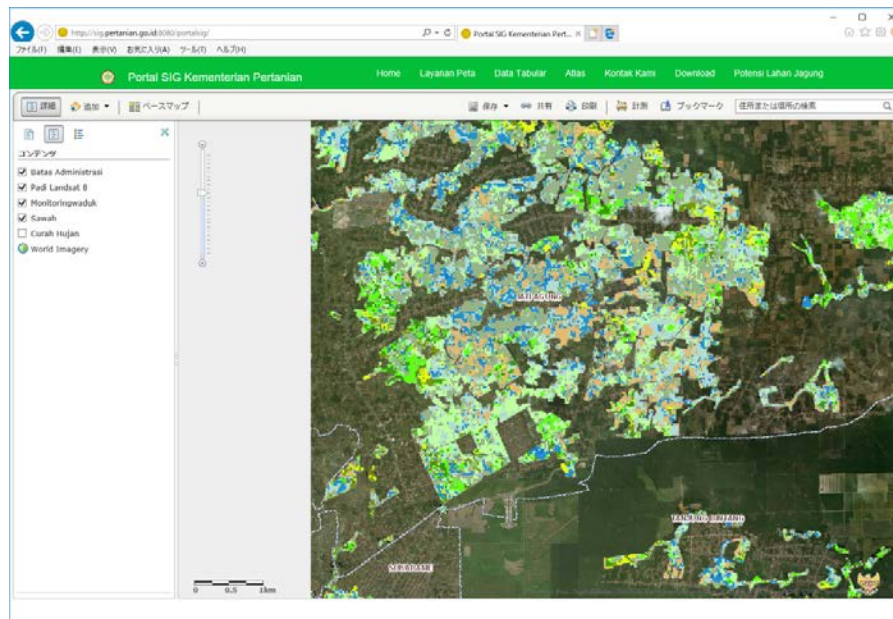 http://sig.pertanian.go.id:8080/portalsig/
Portal SIG Kementerian Pert...
ファイル(F) 編集(E) 表示(V) お気に入り(A) ツール(T) ヘルプ(H)
Portal SIG Kementerian Pertanian
Home Layanan Peta Data Tabular Atlas Kontak Kami Download Potensi Lahan Jagung
詳細 追加 ベースマップ 保存 共有 印刷 計測 ブックマーク 住所または場所の検索
コンテンツ
Batas Administrasi
Padi Landsat 8
Monitoringwaduk
Sawah
Curah Hujan
World Imagery
JATI AGUNG
TANJUNG BINTANG
SUKARAME
0 0.5 1km